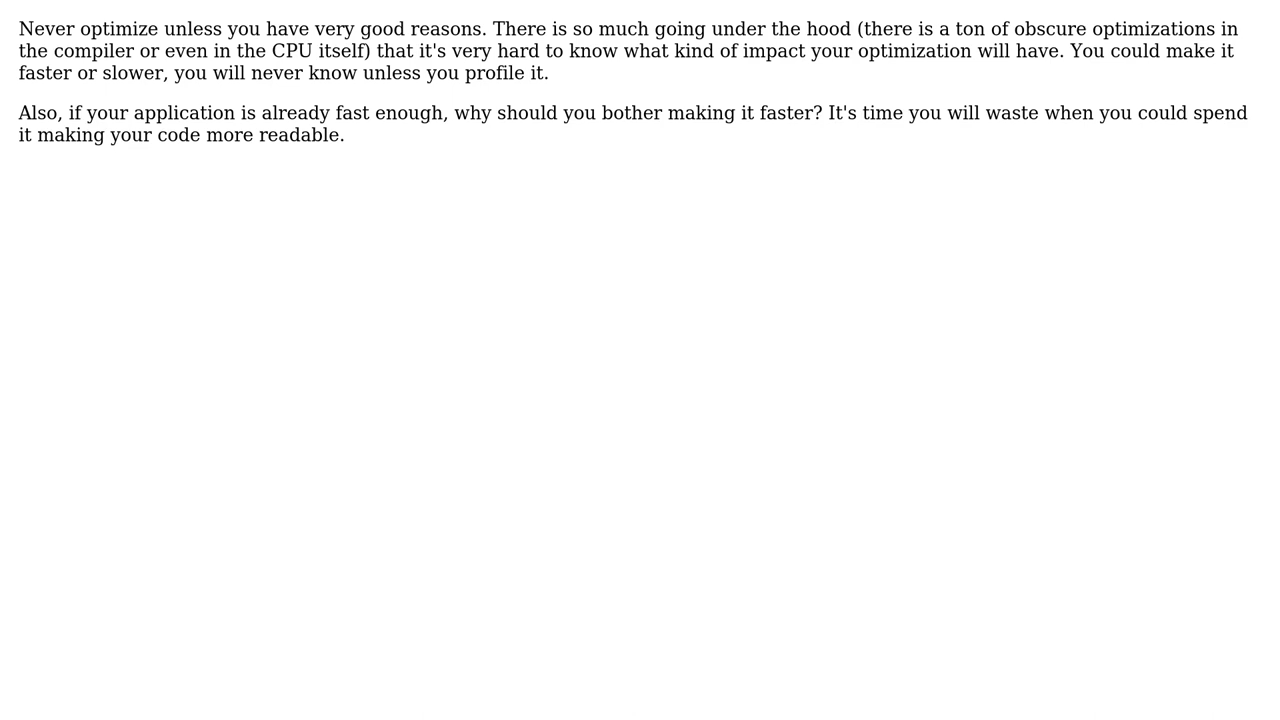 Never optimize unless you have very good reasons. There is so much going under the hood (there is a ton of obscure optimizations in
the compiler or even in the CPU itself) that it's very hard to know what kind of impact your optimization will have. You could make it
faster or slower, you will never know unless you profile it.
Also, if your application is already fast enough, why should you bother making it faster? It's time you will waste when you could spend
it making your code more readable.